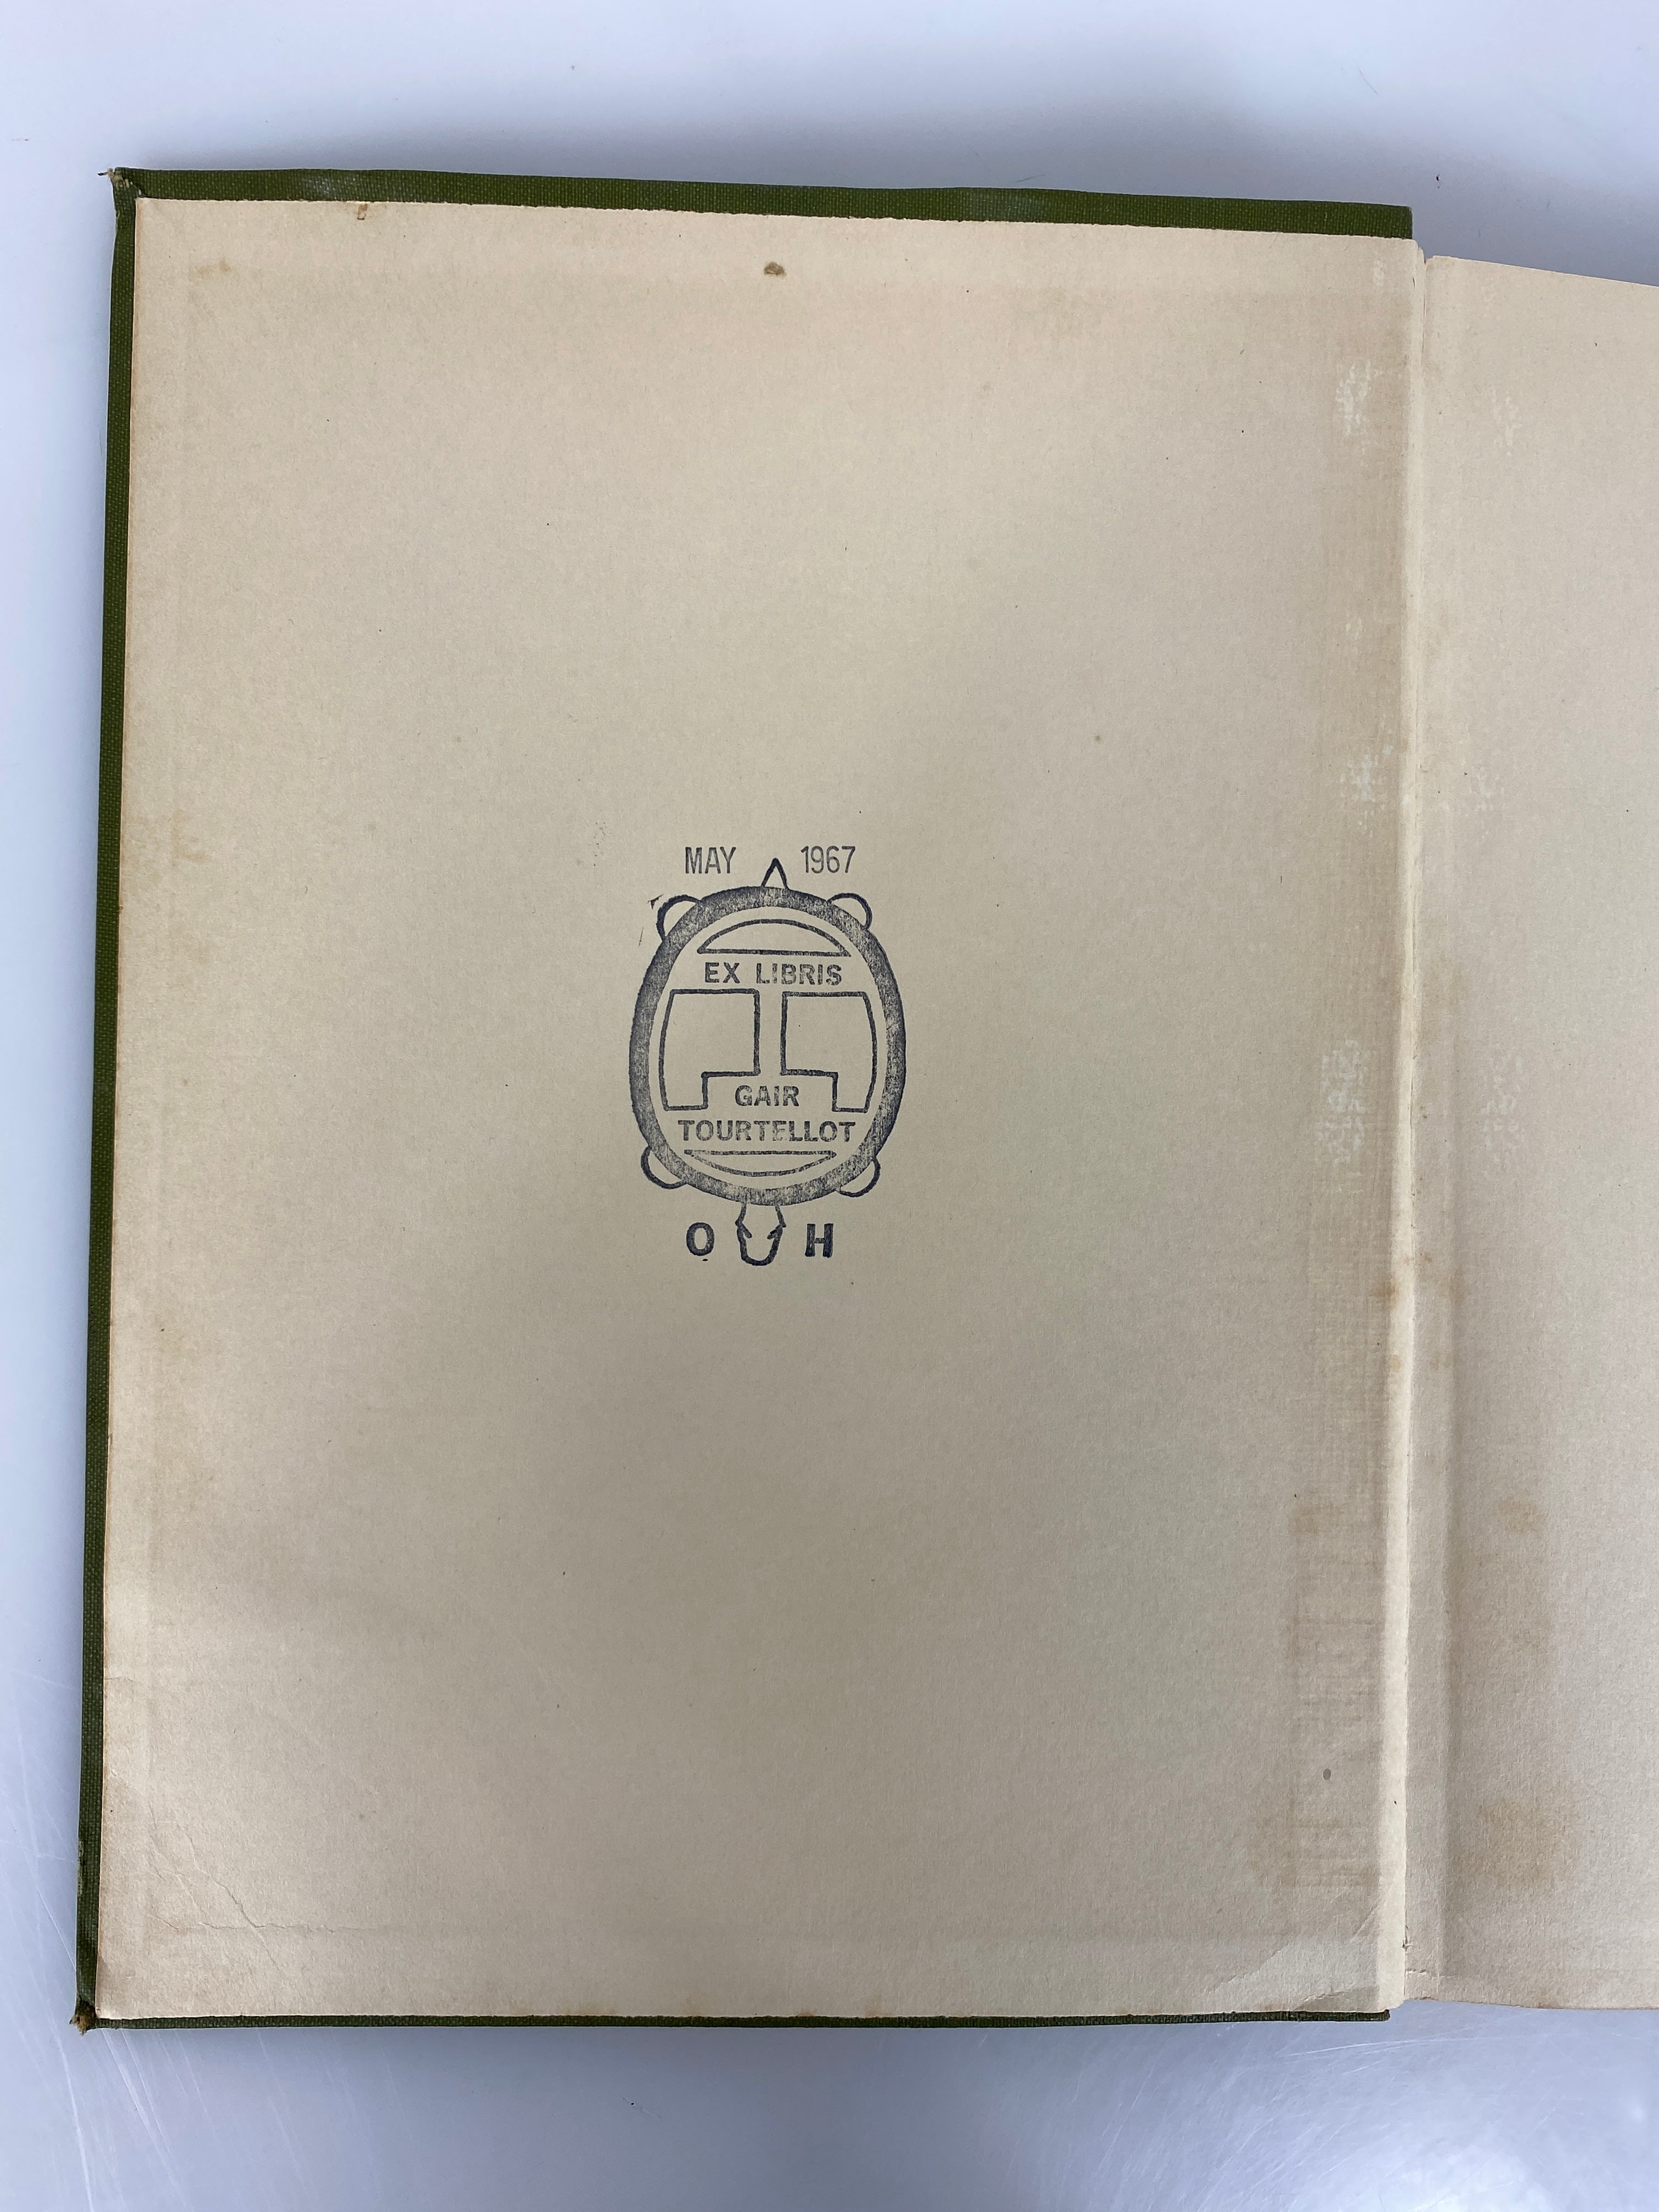 MAY 1967
EX LIBRIS
GAIR
TOURTELLOT
O H